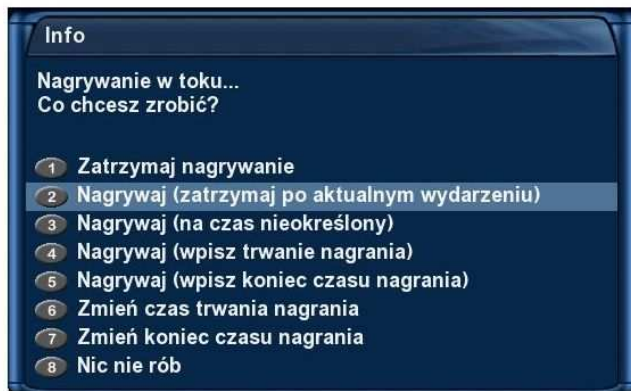 Info
Nagrywanie w toku...
Co chcesz zrobić?
1 Zatrzymaj nagrywanie
2 Nagrywaj (zatrzymaj po aktualnym wydarzeniu)
3 Nagrywaj (na czas nieokreślony)
4 Nagrywaj (wpisz trwanie nagrania)
5 Nagrywaj (wpisz koniec czasu nagrania)
6 Zmień czas trwania nagrania
7 Zmień koniec czasu nagrania
8 Nic nie rób